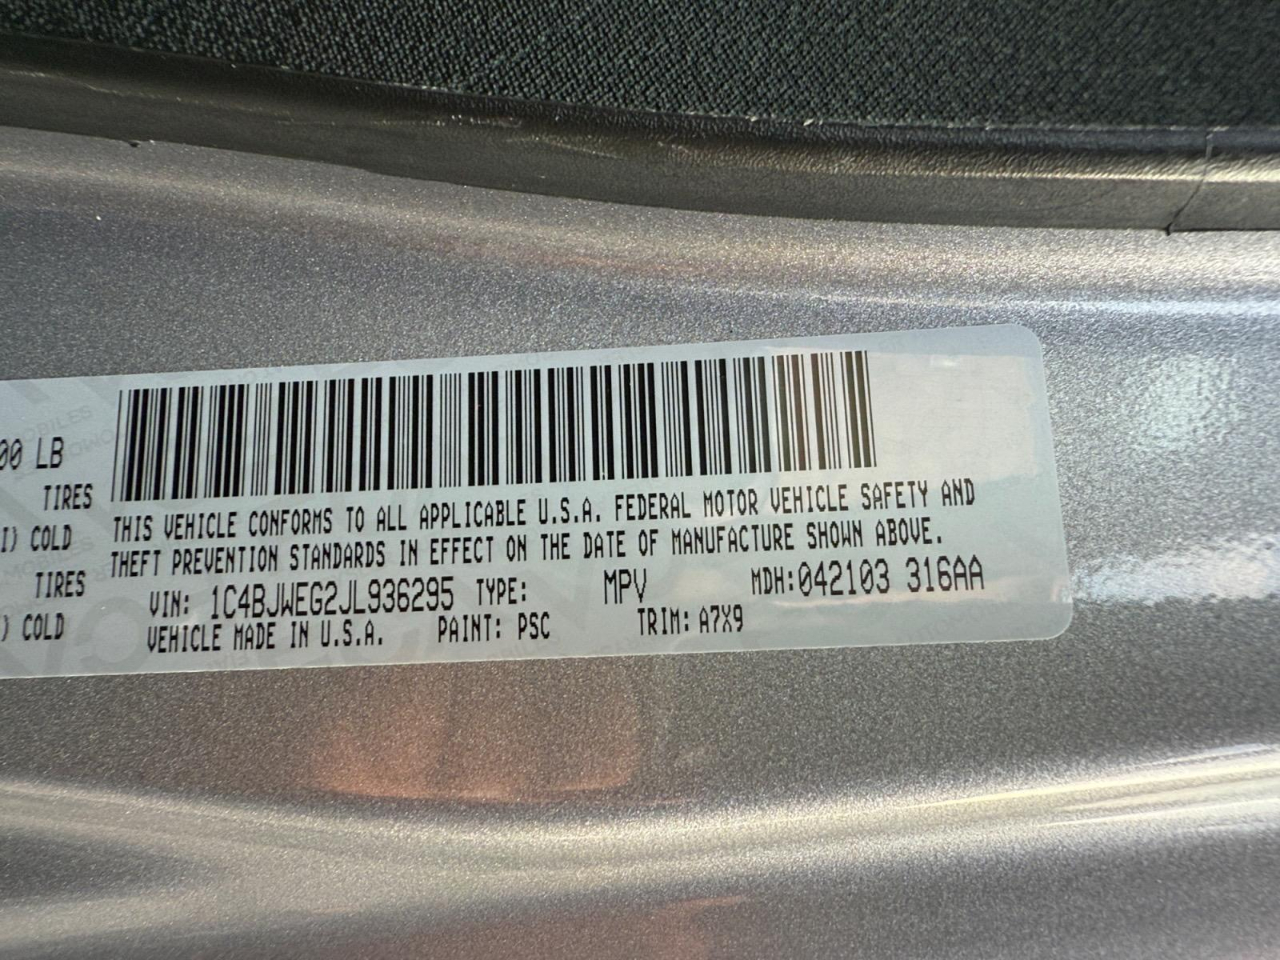 00 LB
TIRES
I) COLD
TIRES
) COLD
THIS VEHICLE CONFORMS TO ALL APPLICABLE U.S.A. FEDERAL MOTOR VEHICLE SAFETY AND
THEFT PREVENTION STANDARDS IN EFFECT ON THE DATE OF MANUFACTURE SHOWN ABOVE.
VIN: 1C4BJWEG2JL936295 TYPE: MPV MDH:042103 316AA
VEHICLE MADE IN U.S.A. PAINT: PSC TRIM: A7X9